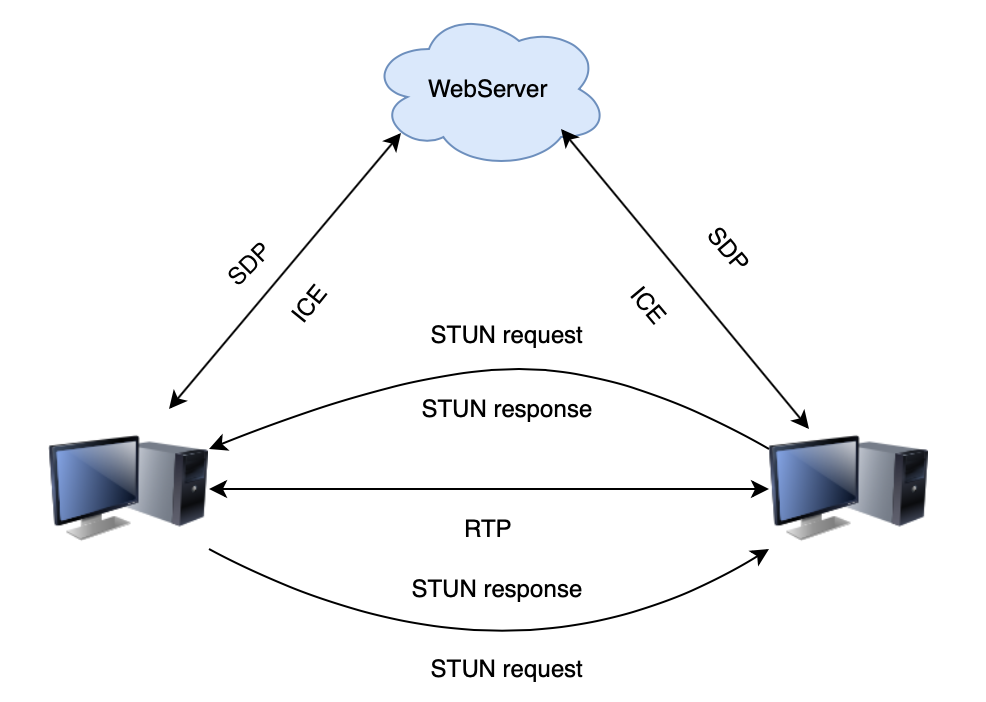 WebServer
SDP
SDP
ICE
ICE
STUN request
STUN response
RTP
STUN response
STUN request